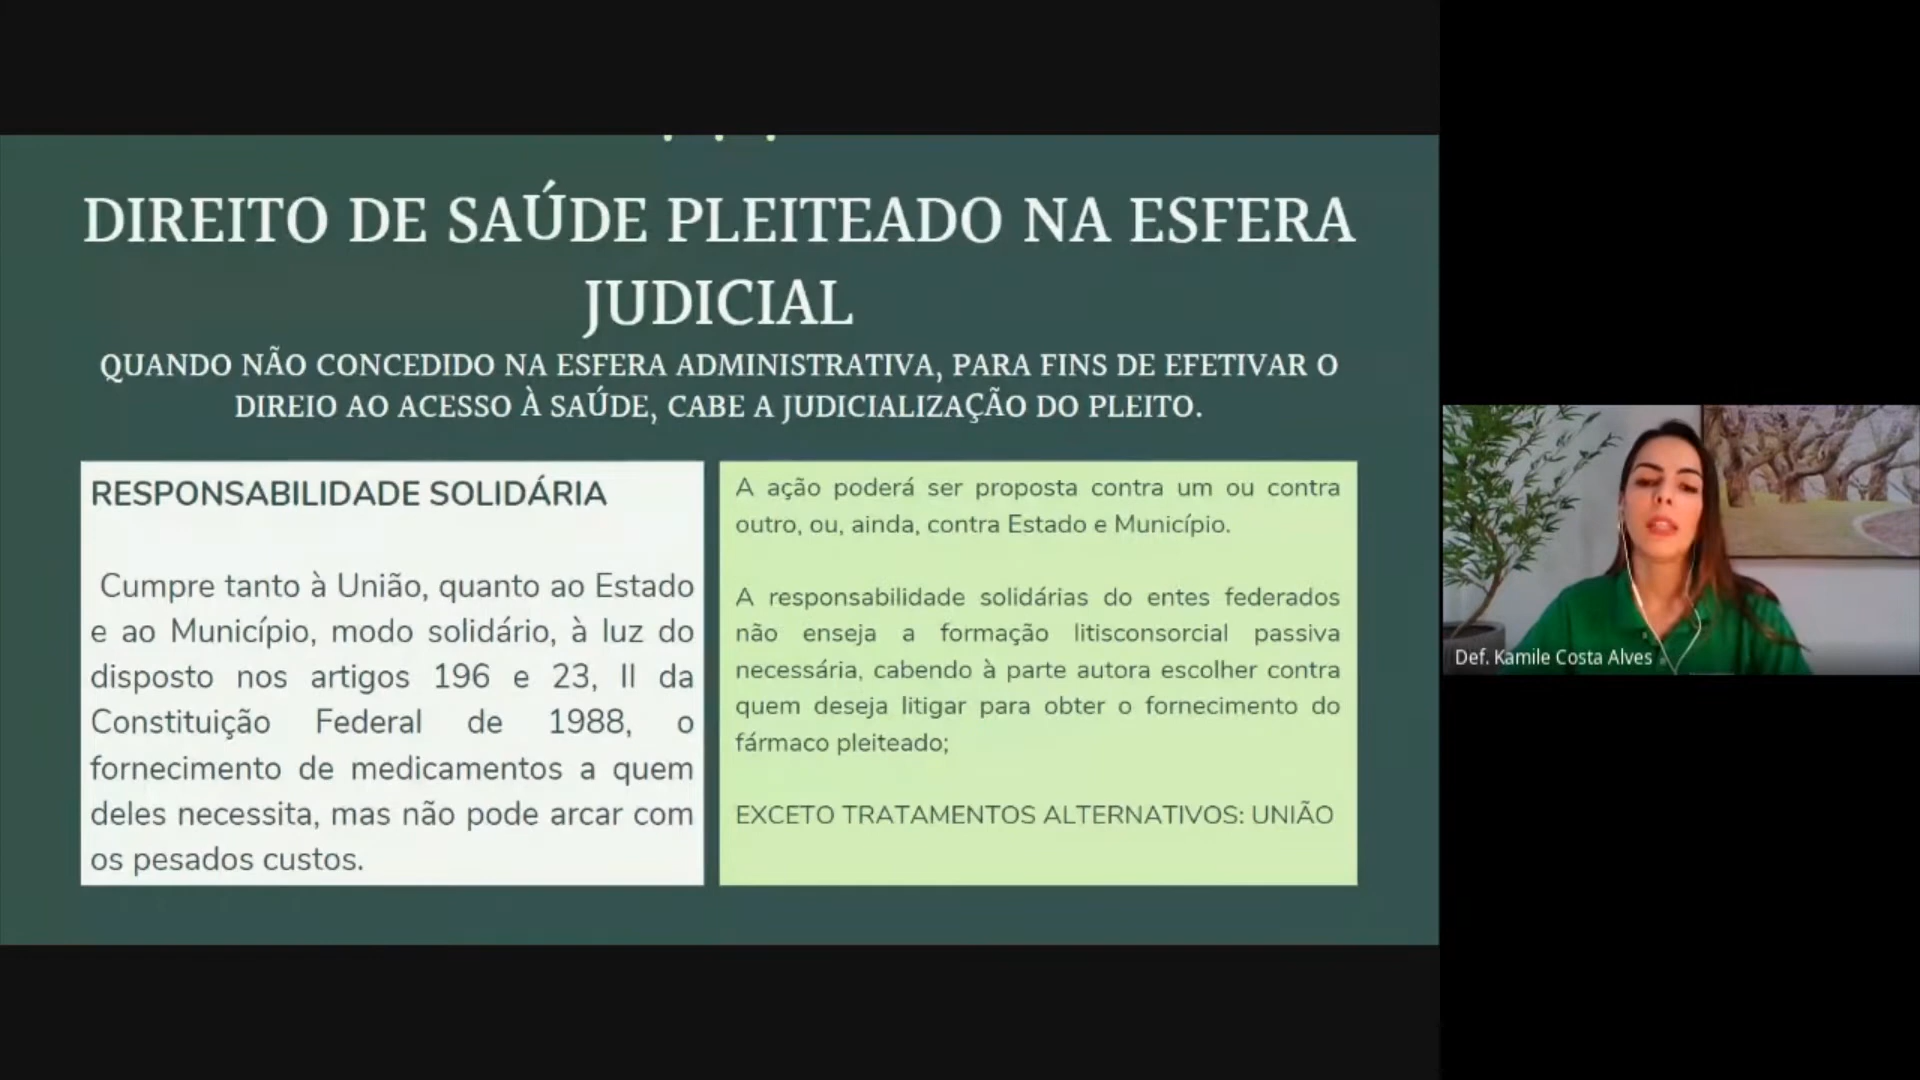 DIREITO DE SAÚDE PLEITEADO NA ESFERA
JUDICIAL
QUANDO NÃO CONCEDIDO NA ESFERA ADMINISTRATIVA, PARA FINS DE EFETIVAR O
DIREIO AO ACESSO À SAÚDE, CABE A JUDICIALIZAÇÃO DO PLEITO.
RESPONSABILIDADE SOLIDÁRIA
Cumpre tanto à União, quanto ao Estado
e ao Município, modo solidário, à luz do
disposto nos artigos 196 e 23, II da
Constituição Federal de 1988, o
fornecimento de medicamentos a quem
deles necessita, mas não pode arcar com
os pesados custos.
A ação poderá ser proposta contra um ou contra
outro, ou, ainda, contra Estado e Município.
A responsabilidade solidárias do entes federados
não enseja a formação litisconsorcial passiva
necessária, cabendo à parte autora escolher contra
quem deseja litigar para obter o fornecimento do
fármaco pleiteado;
EXCETO TRATAMENTOS ALTERNATIVOS: UNIÃO
Def. Kamile Costa Alves